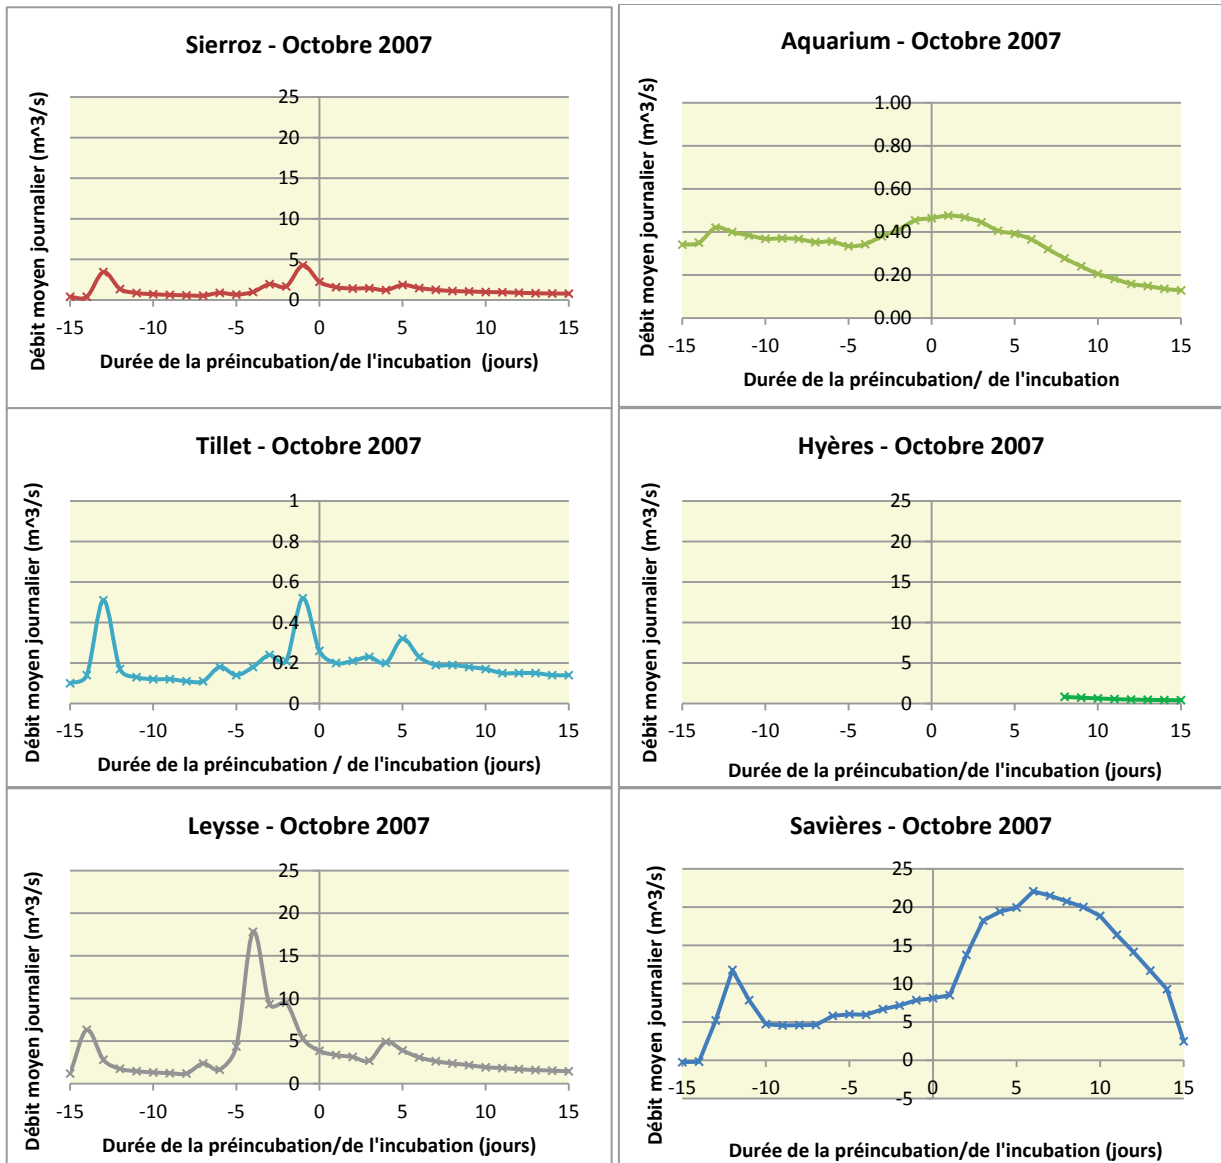 Sierroz - Octobre 2007
Débit moyen journalier (m^3/s)
25
20
15
10
5
0
-15 -10 -5 0 5 10 15
Durée de la préincubation/de l'incubation (jours)
Aquarium - Octobre 2007
Débit moyen journalier (m^3/s)
1.00
0.80
0.60
0.40
0.20
0.00
-15 -10 -5 0 5 10 15
Durée de la préincubation/ de l'incubation
Tillet - Octobre 2007
Débit moyen journalier (m^3/s)
1
0.8
0.6
0.4
0.2
0
-15 -10 -5 0 5 10 15
Durée de la préincubation / de l'incubation (jours)
Hyères - Octobre 2007
Débit moyen journalier (m^3/s)
25
20
15
10
5
0
-15 -10 -5 0 5 10 15
Durée de la préincubation/de l'incubation (jours)
Leysse - Octobre 2007
Débit moyen journalier (m^3/s)
25
20
15
10
5
0
-15 -10 -5 0 5 10 15
Durée de la préincubation/de l'incubation (jours)
Savières - Octobre 2007
Débit moyen journalier (m^3/s)
25
20
15
10
5
0
-5
-15 -10 -5 0 5 10 15
Durée de la préincubation/de l'incubation (jours)